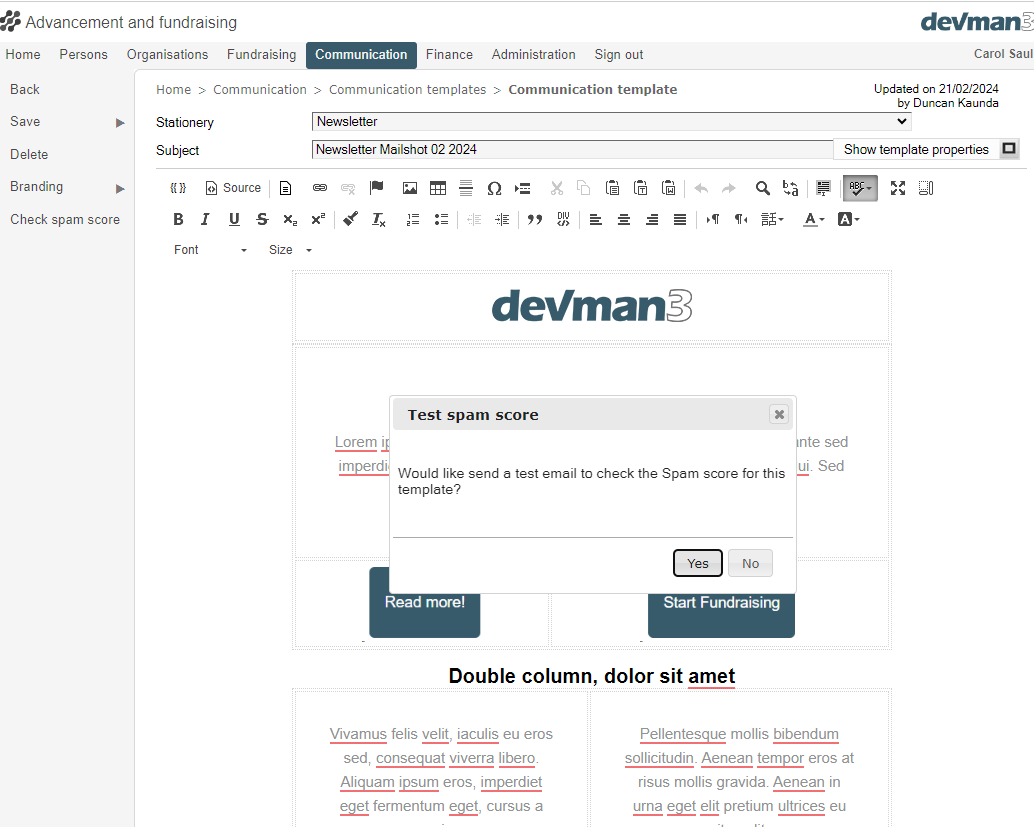 Advancement and fundraising
devman3
Home Persons Organisations Fundraising Communication Finance Administration Sign out
Carol Saul
Back
Save
Delete
Branding
Check spam score
Home > Communication > Communication templates > Communication template
Updated on 21/02/2024
by Duncan Kaunda
Stationery Newsletter
Subject Newsletter Mailshot 02 2024
Show template properties
Source
Font Size
devman3
Test spam score
Lorem ip
ante sed
imperdi
ui. Sed
Would like send a test email to check the Spam score for this
template?
Yes No
Read more! Start Fundraising
Double column, dolor sit amet
Vivamus felis velit, iaculis eu eros
sed, consequat viverra libero.
Aliquam ipsum eros, imperdiet
eget fermentum eget, cursus a
Pellentesque mollis bibendum
sollicitudin. Aenean tempor eros at
risus mollis gravida. Aenean in
urna eget elit pretium ultrices eu